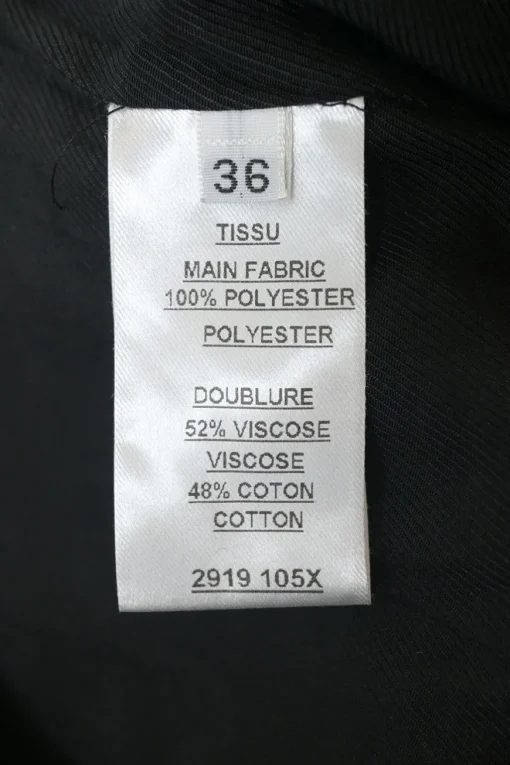 36
TISSU
MAIN FABRIC
100% POLYESTER
POLYESTER
DOUBLURE
52% VISCOSE
VISCOSE
48% COTON
COTTON
2919 105X